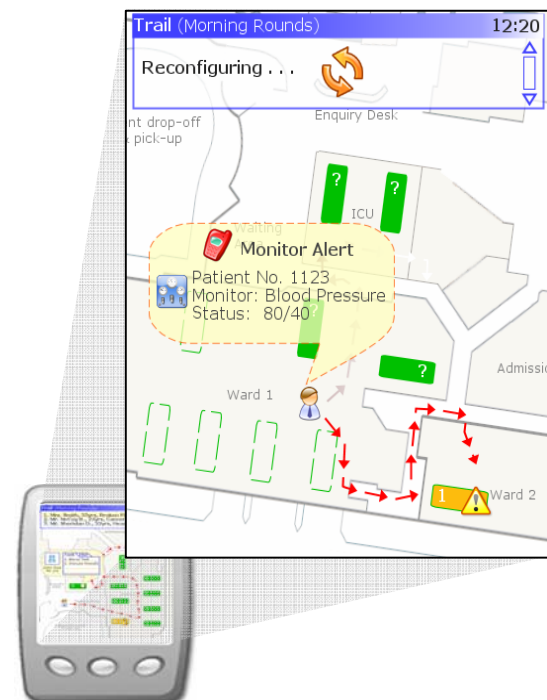 Trail (Morning Rounds) 12:20
Reconfiguring . . .
Enquiry Desk
nt drop-off
pick-up
?
?
ICU
Waiting
1
Monitor Alert
Patient No. 1123
Monitor: Blood Pressure
Status: 80/40
?
?
Admissio
Ward 1
1
Ward 2